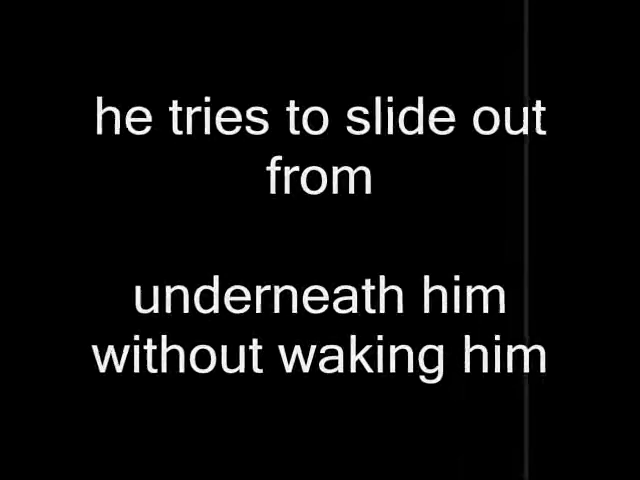 he tries to slide out
from
underneath him
without waking him